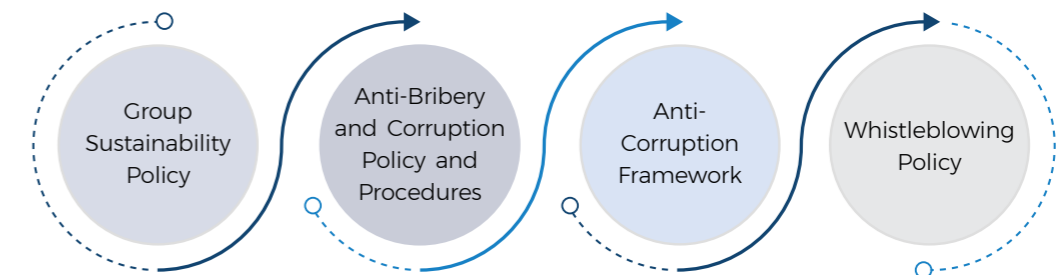 Group
Sustainability
Policy
Anti-Bribery
and Corruption
Policy and
Procedures
Anti-
Corruption
Framework
Whistleblowing
Policy